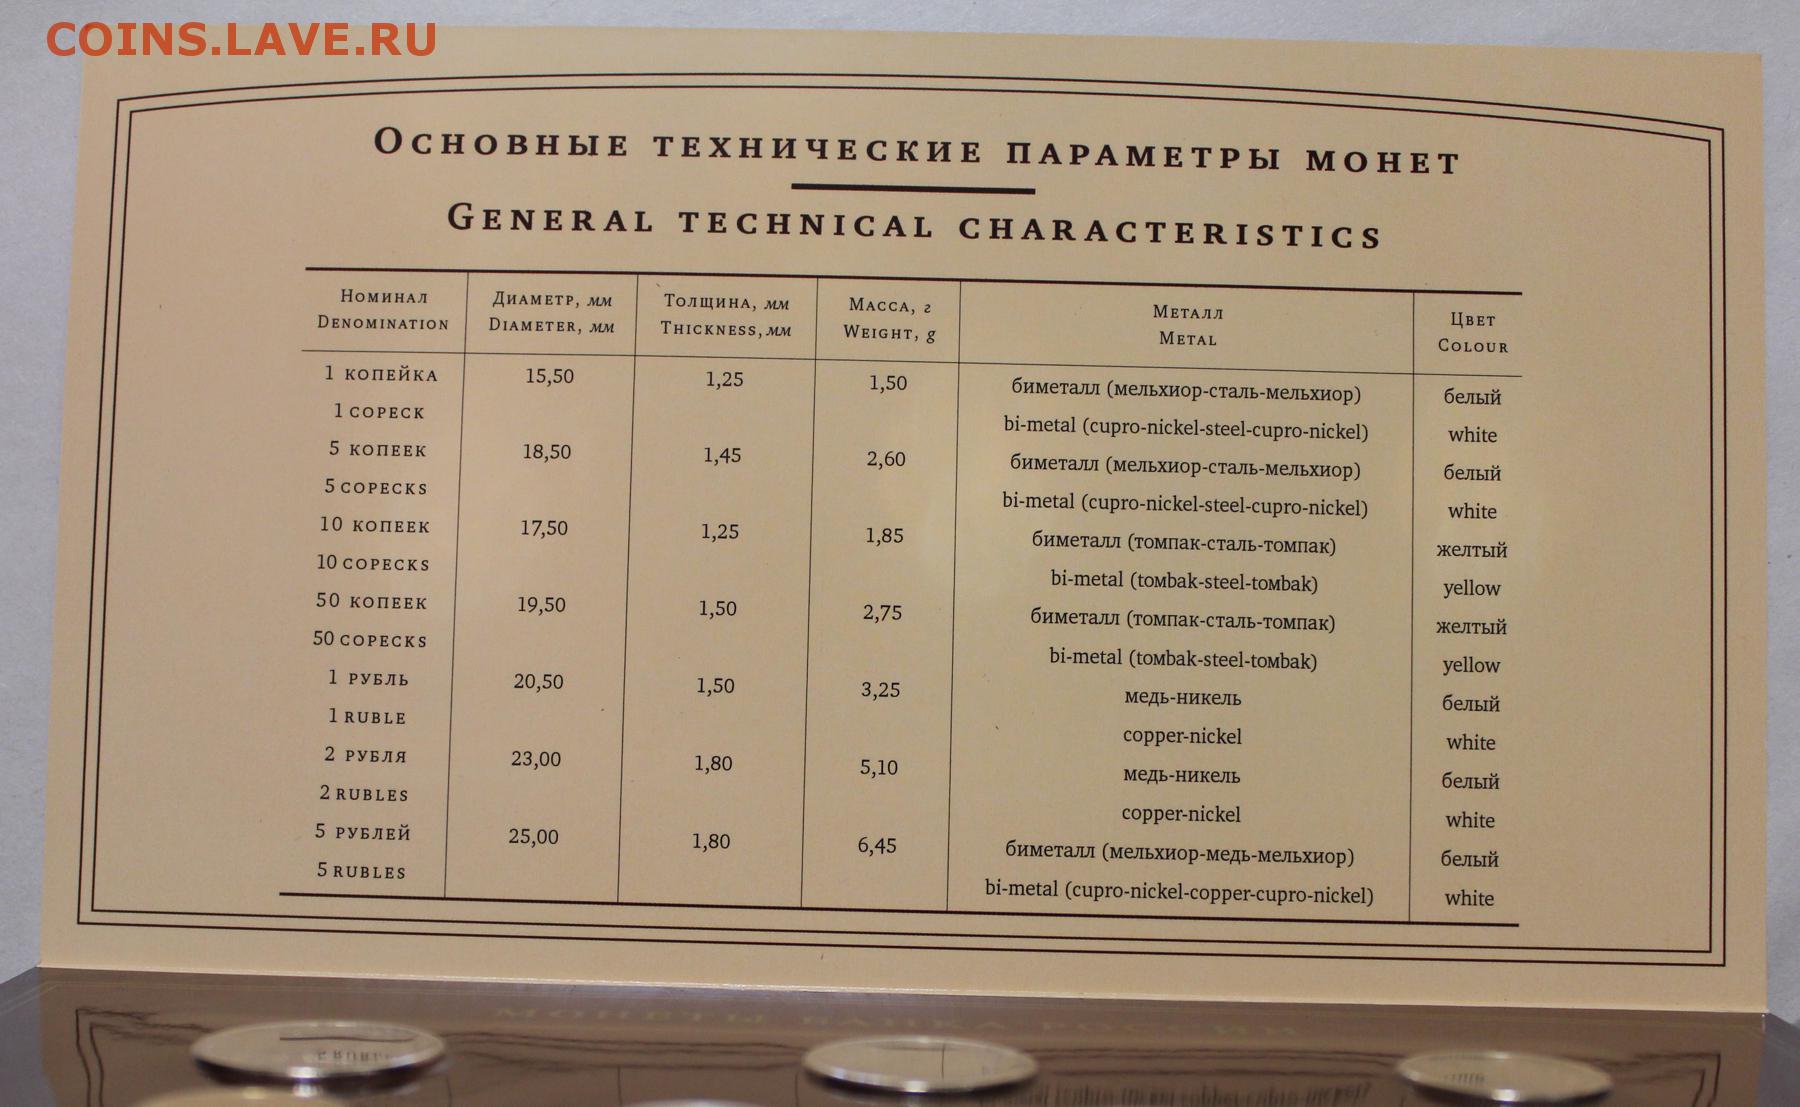 COINS.LAVE.RU
Основные технические параметры монет
General technical characteristics
Номинал Диаметр, мм Толщина, мм Масса, г Металл Цвет
Denomination Diameter, мм Thickness, мм Weight, g Metal Colour
1 копейка 15,50 1,25 1,50 биметалл (мельхиор-сталь-мельхиор) белый
1 copeck bi-metal (cupro-nickel-steel-cupro-nickel) white
5 копеек 18,50 1,45 2,60 биметалл (мельхиор-сталь-мельхиор) белый
5 copecks bi-metal (cupro-nickel-steel-cupro-nickel) white
10 копеек 17,50 1,25 1,85 биметалл (томпак-сталь-томпак) желтый
10 copecks bi-metal (toмbak-steel-toмbak) yellow
50 копеек 19,50 1,50 2,75 биметалл (томпак-сталь-томпак) желтый
50 copecks bi-metal (toмbak-steel-toмbak) yellow
1 рубль 20,50 1,50 3,25 медь-никель белый
1 ruble copper-nickel white
2 рубля 23,00 1,80 5,10 медь-никель белый
2 rubles copper-nickel white
5 рублей 25,00 1,80 6,45 биметалл (мельхиор-медь-мельхиор) белый
5 rubles bi-metal (cupro-nickel-copper-cupro-nickel) white
МОНЕТЫ БАНКА РОССИИ